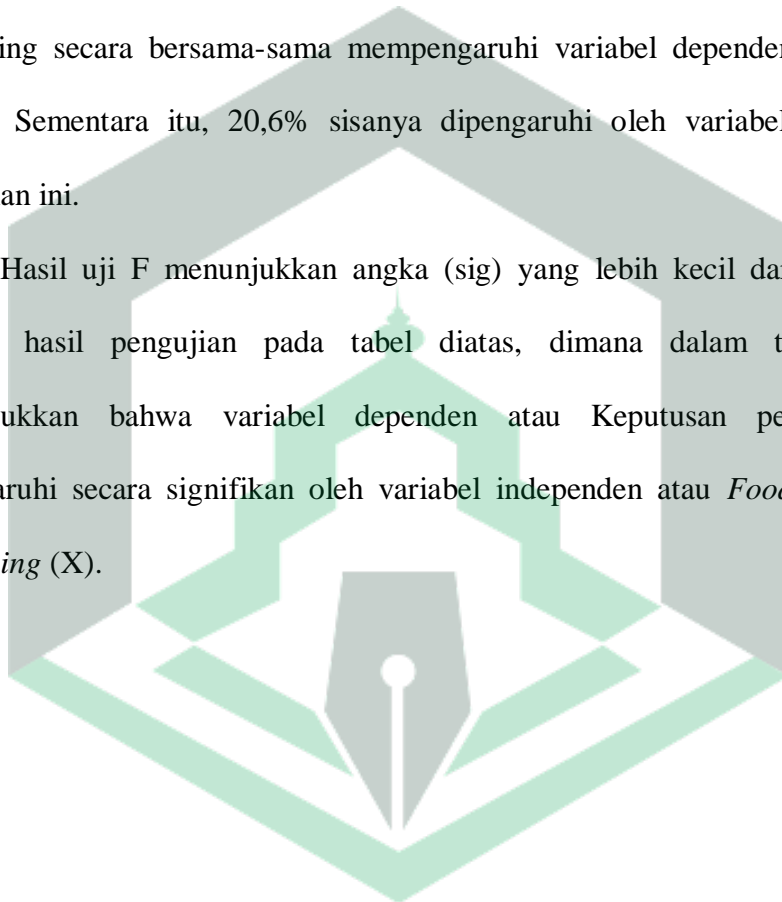 ing secara bersama-sama mempengaruhi variabel dependen
Sementara itu, 20,6% sisanya dipengaruhi oleh variabel
an ini.
Hasil uji F menunjukkan angka (sig) yang lebih kecil dar
hasil pengujian pada tabel diatas, dimana dalam t
ukkan bahwa variabel dependen atau Keputusan pe
aruhi secara signifikan oleh variabel independen atau Food
ing (X).